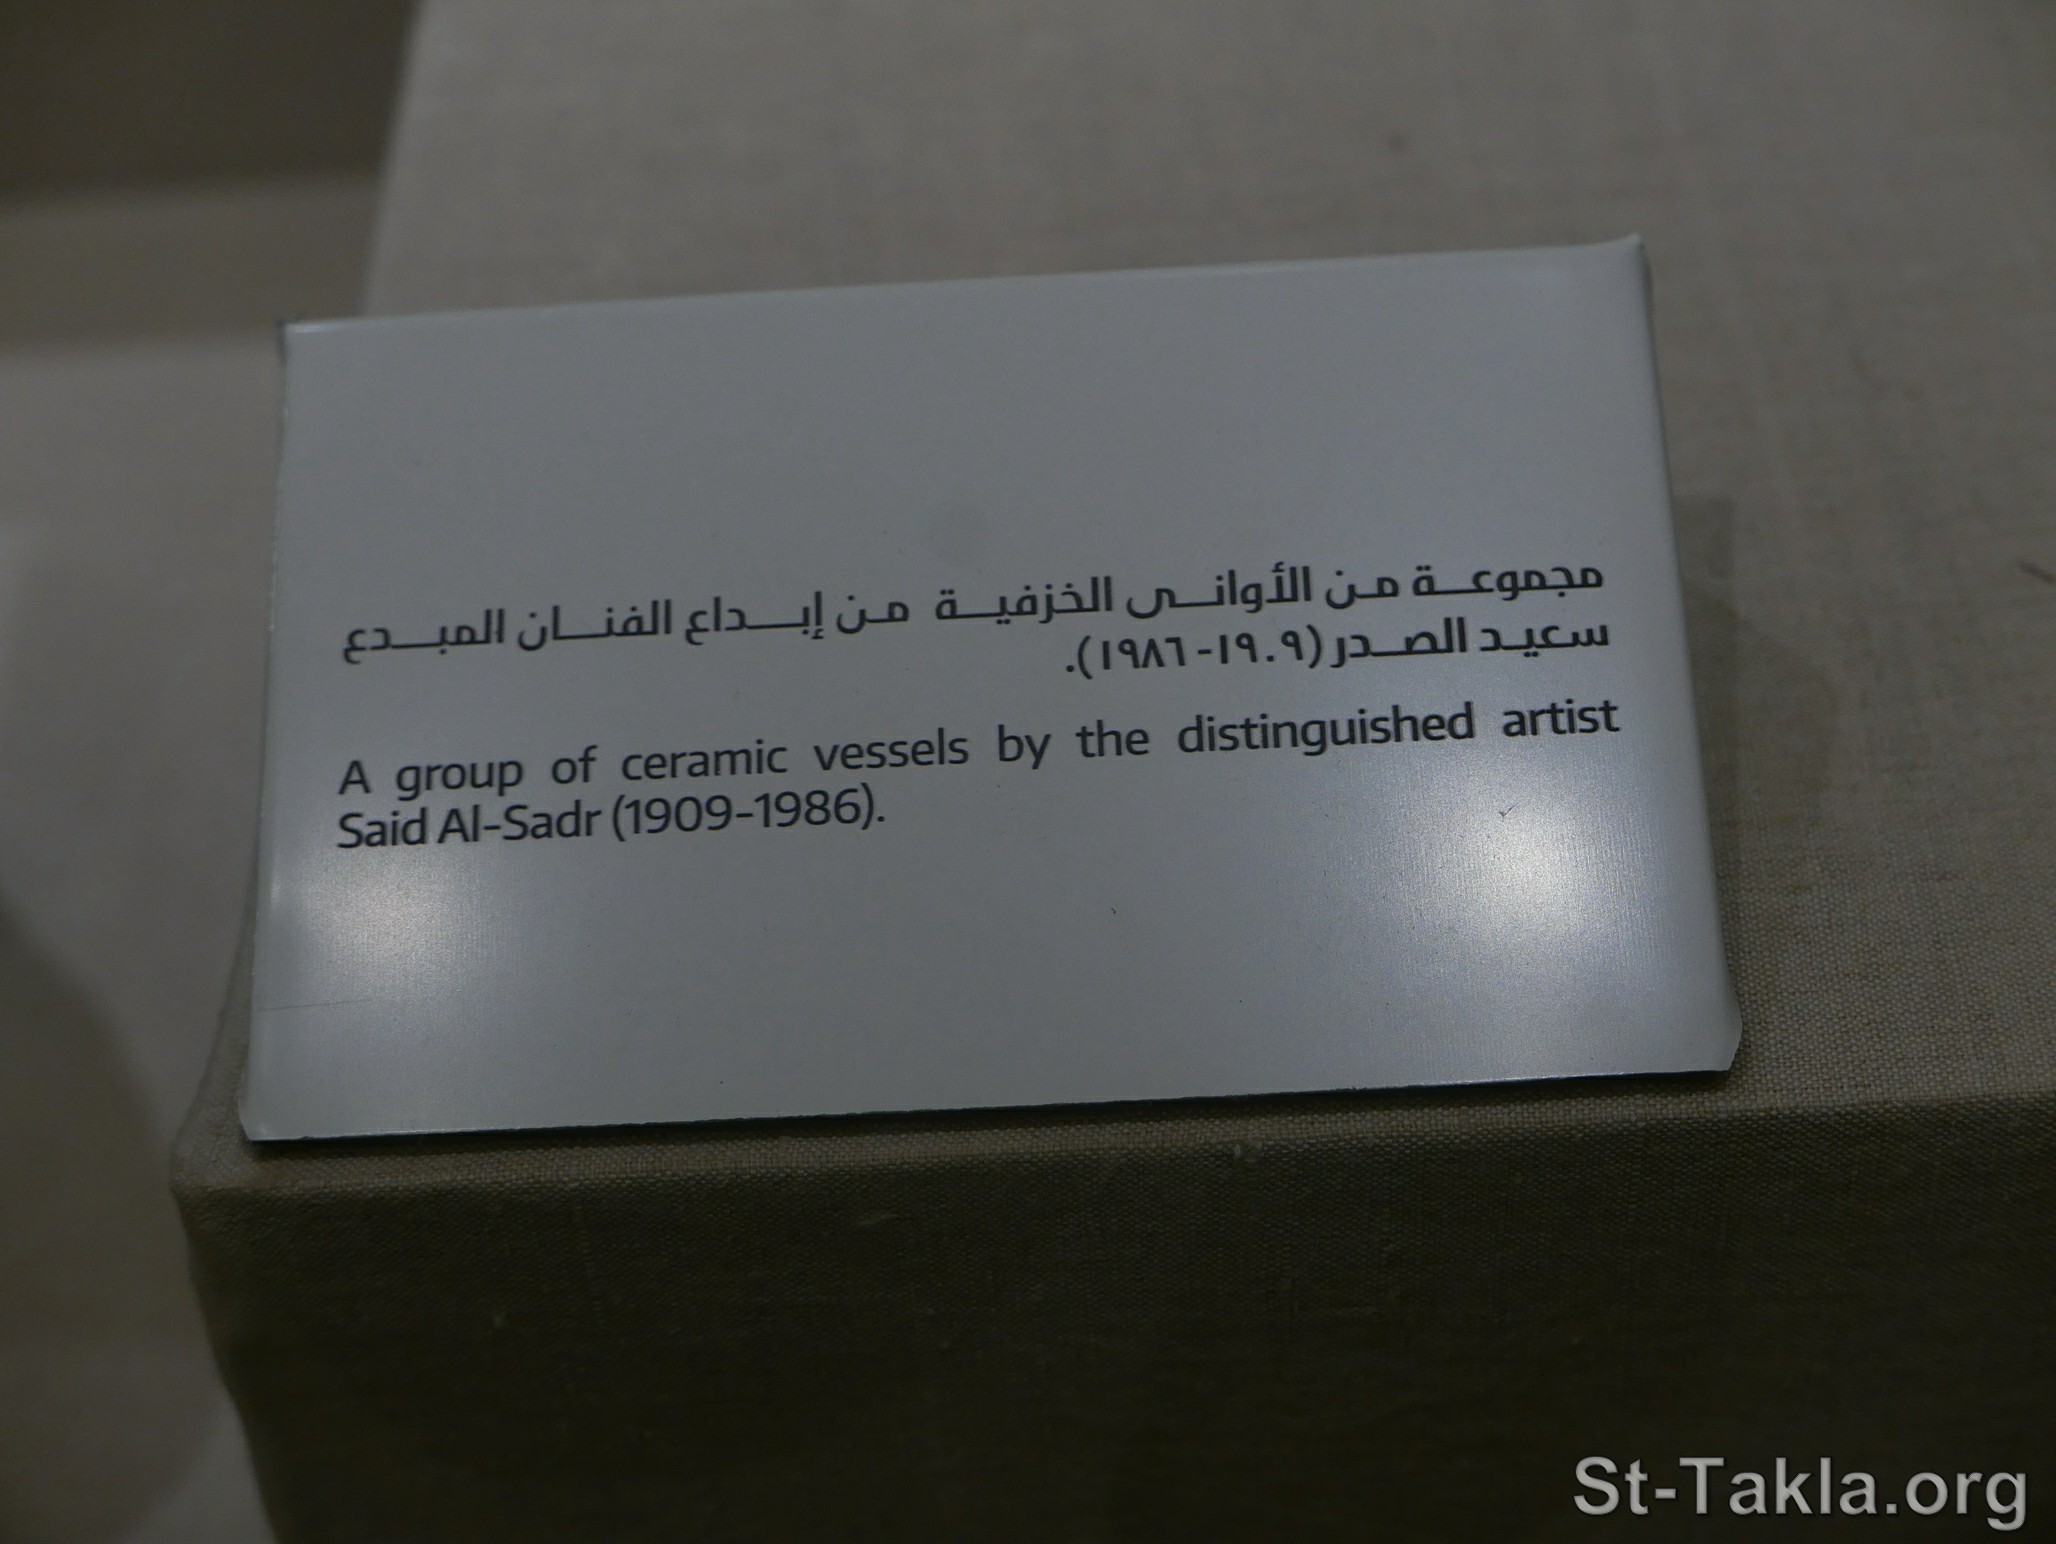 مجموعة من الأوانى الخزفية من إبداع الفنان المبدع
سعيد الصدر (١٩٠٩-١٩٨٦).
A group of ceramic vessels by the distinguished artist
Said Al-Sadr (1909-1986).
St-Takla.org